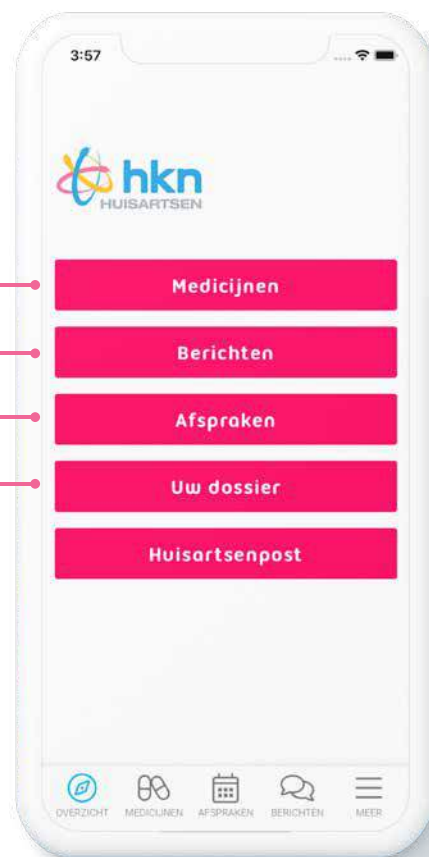 3:57
hkn
HUISARTSEN
Medicijnen
Berichten
Afspraken
Uw dossier
Huisartsenpost
OVERZICHT MEDICIJNEN AFSPRAKEN BERICHTEN MEER